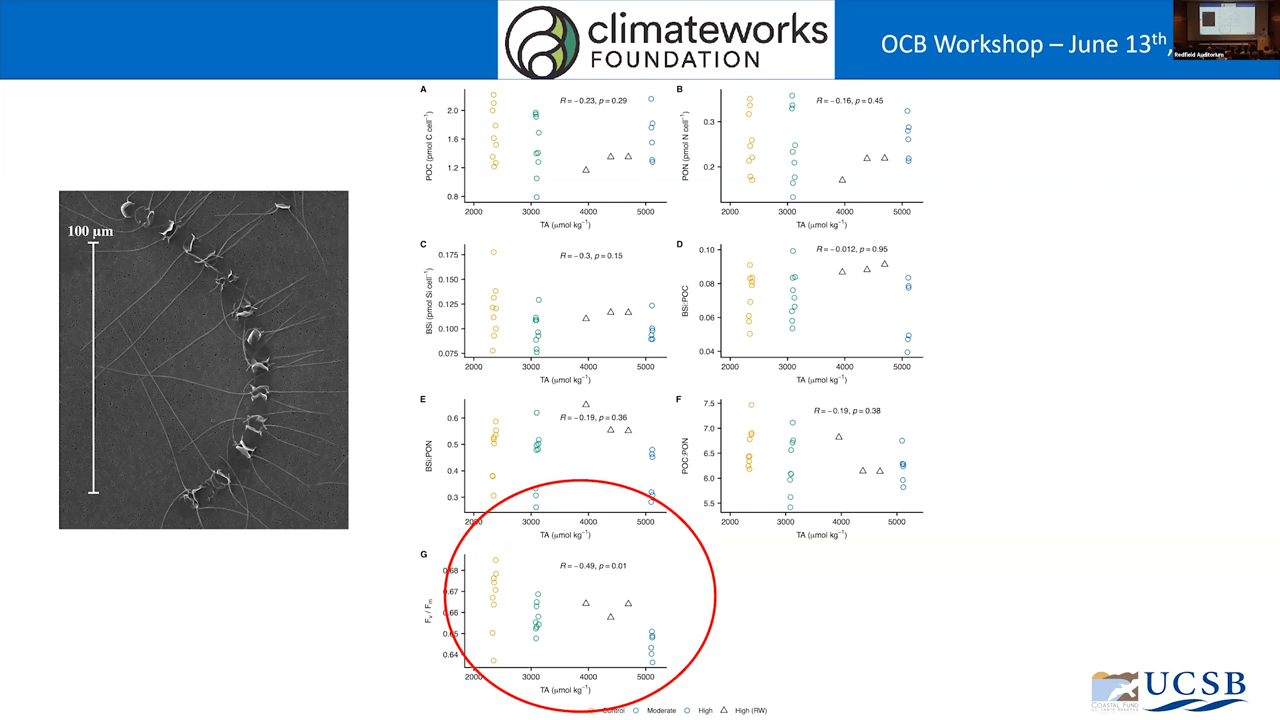 climateworks
FOUNDATION
OCB Workshop – June 13th,
Redfield Auditorium
100 µm
A
R = −0.23, p = 0.29
POC (pmol C cell⁻¹)
2.0
1.6
1.2
0.8
2000 3000 4000 5000
TA (µmol kg⁻¹)
B
R = −0.16, p = 0.45
PON (pmol N cell⁻¹)
0.3
0.2
2000 3000 4000 5000
TA (µmol kg⁻¹)
C
R = −0.3, p = 0.15
BSi (pmol Si cell⁻¹)
0.175
0.150
0.125
0.100
0.075
2000 3000 4000 5000
TA (µmol kg⁻¹)
D
R = −0.012, p = 0.95
BSi:POC
0.10
0.08
0.06
0.04
2000 3000 4000 5000
TA (µmol kg⁻¹)
E
R = −0.19, p = 0.36
BSi:PON
0.6
0.5
0.4
0.3
2000 3000 4000 5000
TA (µmol kg⁻¹)
F
R = −0.19, p = 0.38
POC:PON
7.5
7.0
6.5
6.0
5.5
2000 3000 4000 5000
TA (µmol kg⁻¹)
G
R = −0.49, p = 0.01
Fv / Fm
0.68
0.67
0.66
0.65
0.64
2000 3000 4000 5000
TA (µmol kg⁻¹)
Control Moderate High High (RW)
COASTAL FUND
UC SANTA BARBARA
UCSB